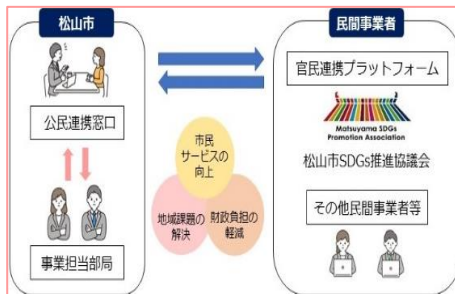 松山市
公民連携窓口
事業担当部局
市民
サービスの
向上
地域課題の
解決
財政負担の
軽減
民間事業者
官民連携プラットフォーム
Matsuyama SDGs
Promotion Association
松山市SDGs推進協議会
その他民間事業者等